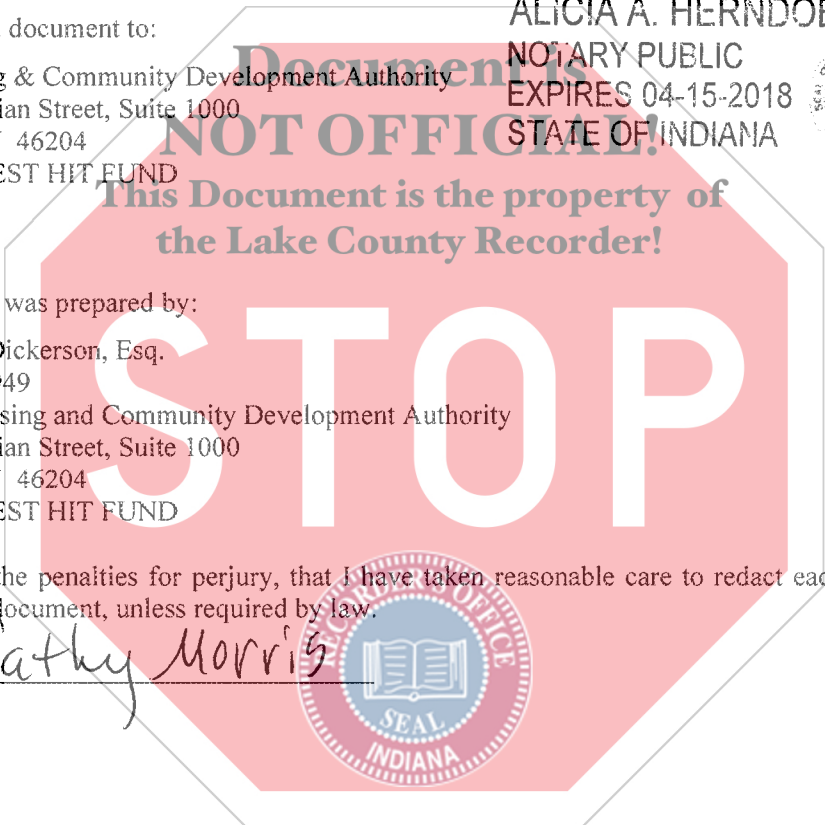 document to:
ALICIA A. HERNDO
NOTARY PUBLIC
EXPIRES 04-15-2018
STATE OF INDIANA
Document is
NOT OFFICIAL!
This Document is the property of
the Lake County Recorder!
& Community Development Authority
ian Street, Suite 1000
46204
EST HIT FUND
was prepared by:
ickerson, Esq.
49
sing and Community Development Authority
ian Street, Suite 1000
46204
EST HIT FUND
STOP
the penalties for perjury, that I have taken reasonable care to redact eac
document, unless required by law.
athy Morris
RECORDER'S OFFICE
SEAL
INDIANA